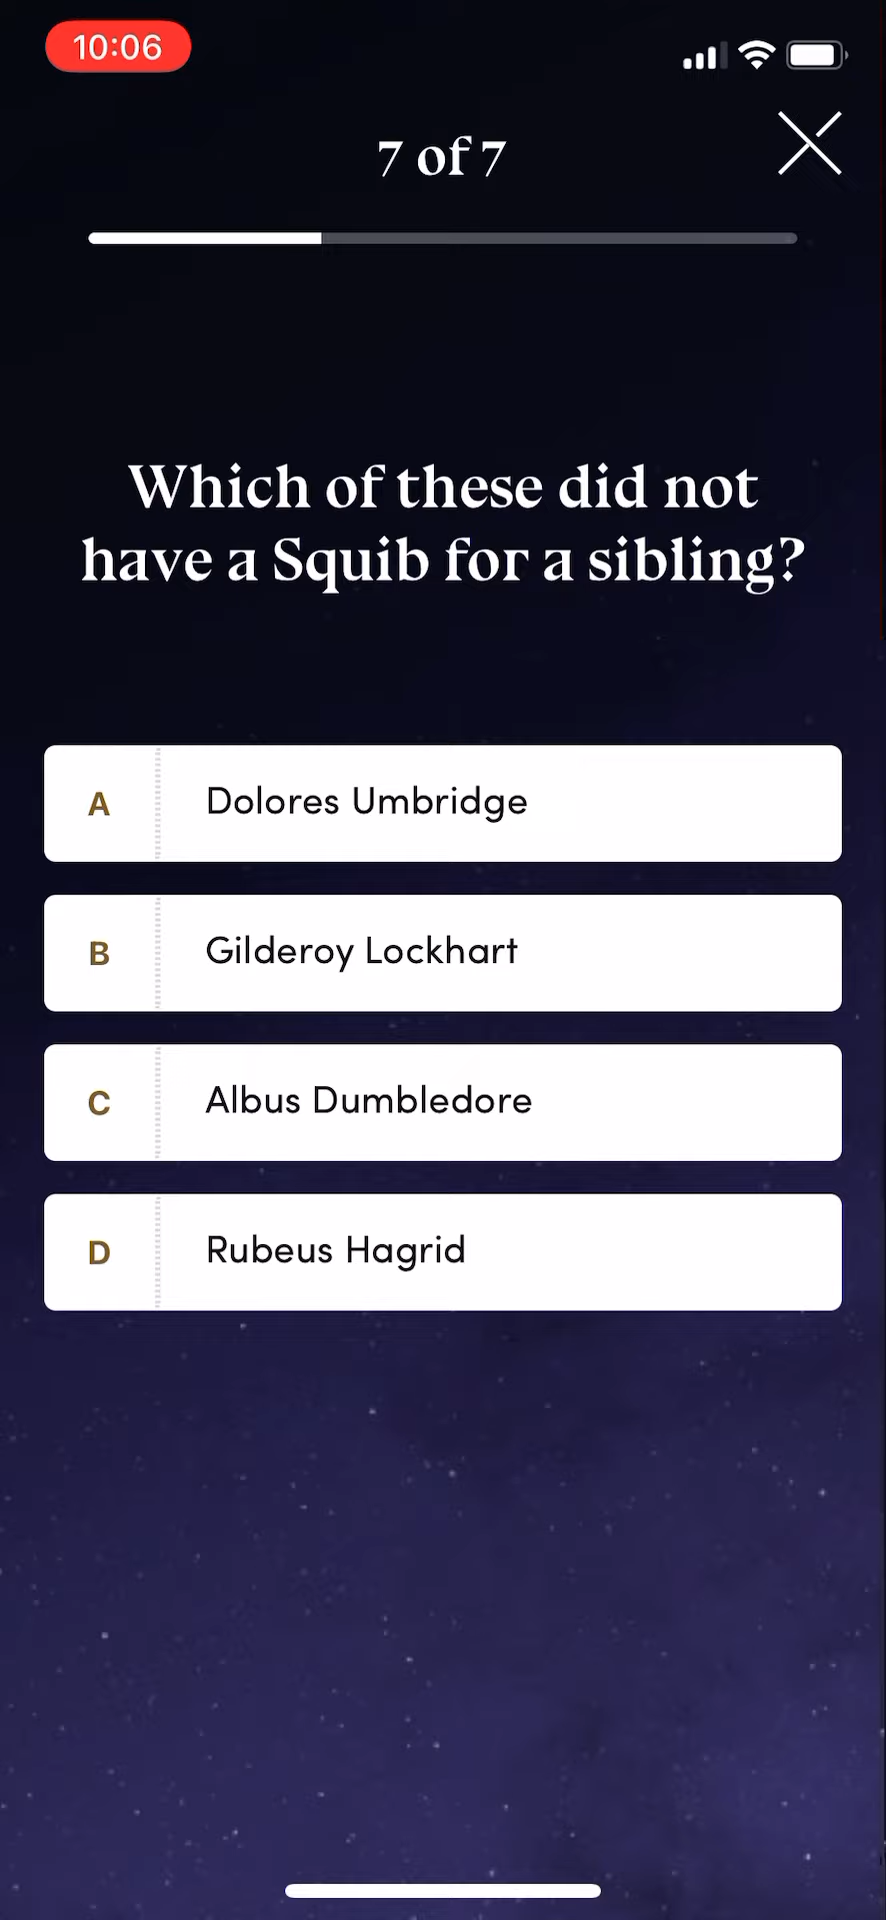 10:06
7 of 7
Which of these did not
have a Squib for a sibling?
A Dolores Umbridge
B Gilderoy Lockhart
C Albus Dumbledore
D Rubeus Hagrid